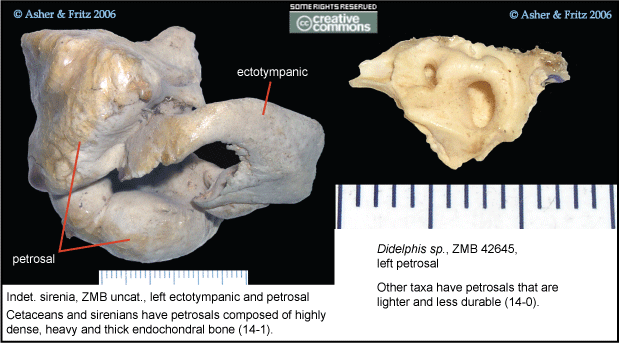 © Asher & Fritz 2006
SOME RIGHTS RESERVED
cc creative
commons
© Asher & Fritz 2006
ectotympanic
petrosal
Indet. sirenia, ZMB uncat., left ectotympanic and petrosal
Cetaceans and sirenians have petrosals composed of highly
dense, heavy and thick endochondral bone (14-1).
Didelphis sp., ZMB 42645,
left petrosal
Other taxa have petrosals that are
lighter and less durable (14-0).